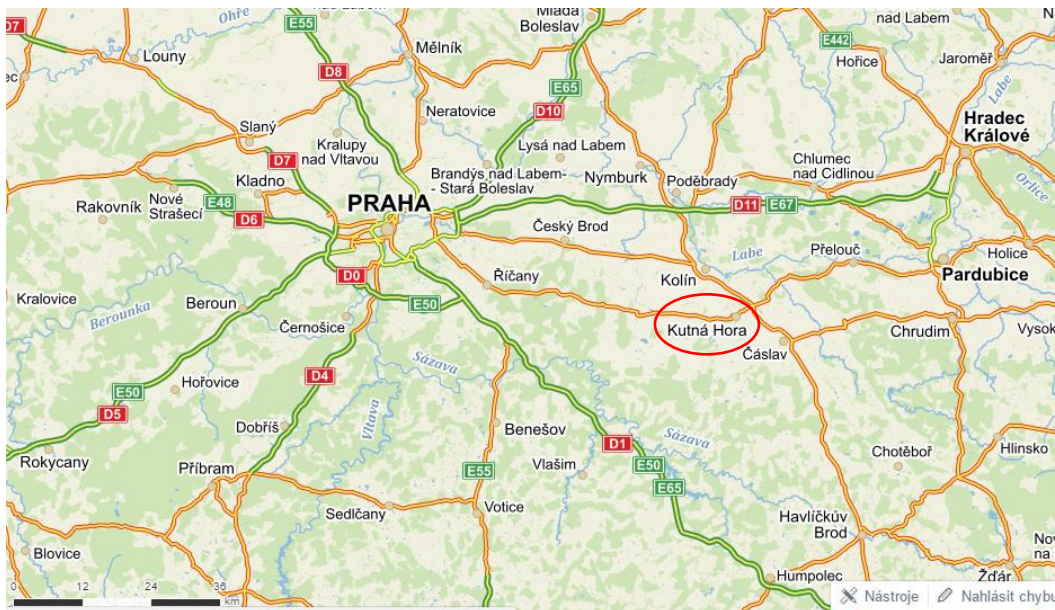 D7
Ohře
E55
nad Labem
Mladá
Boleslav
nad Labem
Louny
Mělník
E442
Hořice
Jaroměř
D8
E65
Labe
D10
Neratovice
Slaný
Kralupy
nad Vltavou
Lysá nad Labem
Hradec
Králové
D7
Brandýs nad Labem-
- Stará Boleslav
Nymburk
Chlumec
nad Cidlinou
Kladno
Poděbrady
Orlice
Nové
Strašecí
E48
PRAHA
D11
E67
Rakovník
D6
Český Brod
Přelouč
Holice
Labe
D0
Říčany
Kolín
Pardubice
Kralovice
Beroun
E50
Berounka
Černošice
Kutná Hora
Chrudim
Vysok
Čáslav
Sázava
Hořovice
D4
E50
D5
Vltava
Dobříš
Benešov
D1
Sázava
Hlinsko
Rokycany
Příbram
E55
Vlašim
E50
Chotěboř
E65
Sedlčany
Votice
Havlíčkův
Brod
Blovice
Humpolec
Žďár
0 12 24 36
km
Nástroje
Nahlásit chybu